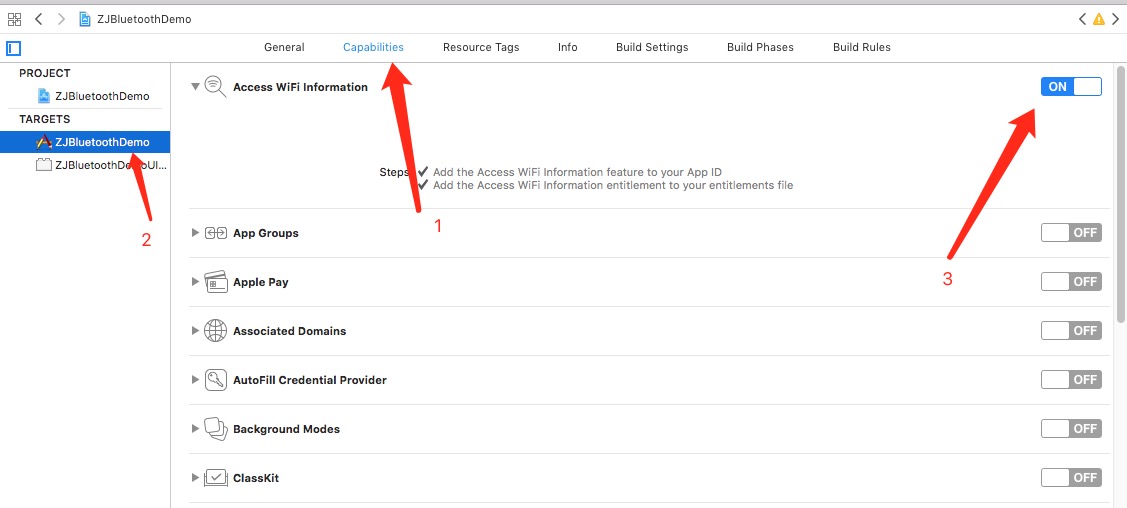 ZJBluetoothDemo
General Capabilities Resource Tags Info Build Settings Build Phases Build Rules
PROJECT
ZJBluetoothDemo
TARGETS
ZJBluetoothDemo
ZJBluetoothDemoUI...
Access WiFi Information
ON
Steps
Add the Access WiFi Information feature to your App ID
Add the Access WiFi Information entitlement to your entitlements file
1
2
3
App Groups OFF
Apple Pay OFF
Associated Domains OFF
AutoFill Credential Provider OFF
Background Modes OFF
ClassKit OFF